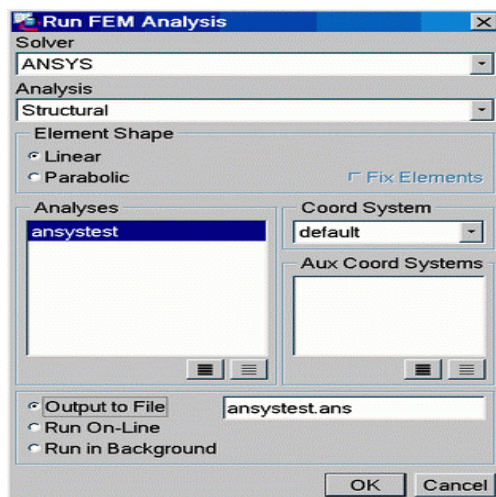 Run FEM Analysis
Solver
ANSYS
Analysis
Structural
Element Shape
Linear
Parabolic
Fix Elements
Analyses
ansystest
Coord System
default
Aux Coord Systems
Output to File
ansystest.ans
Run On-Line
Run in Background
OK
Cancel